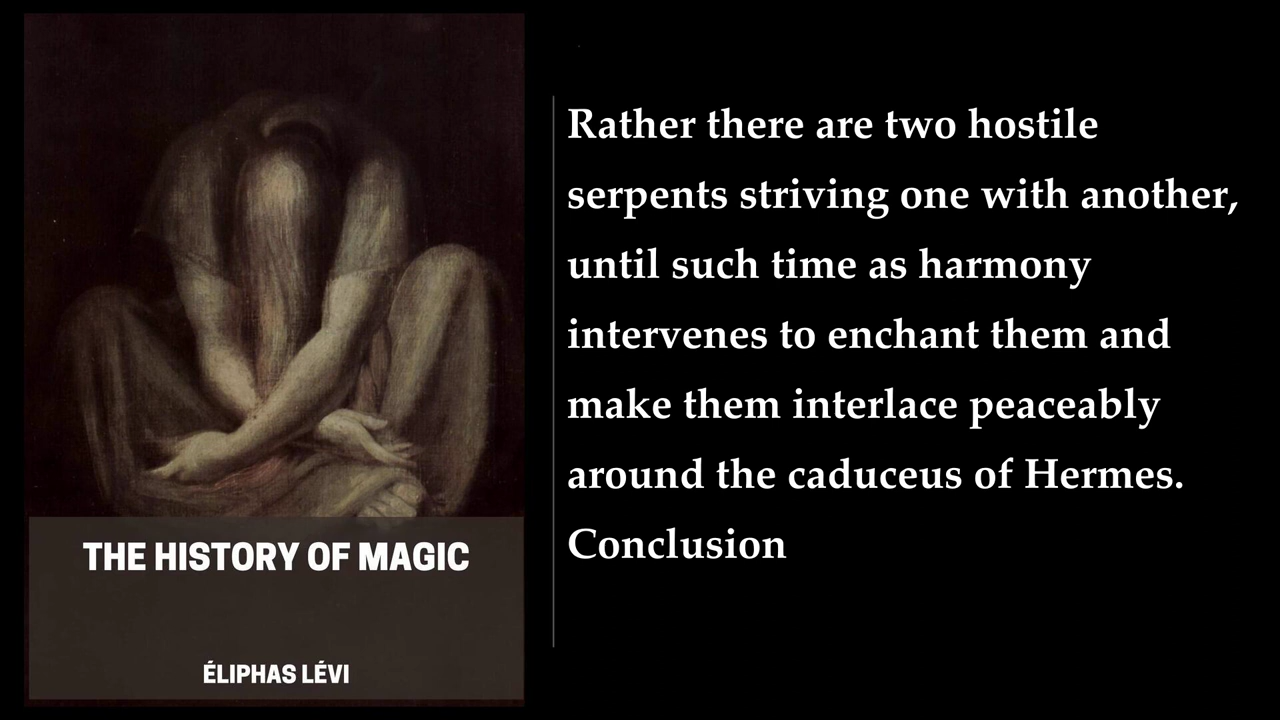 THE HISTORY OF MAGIC
ÉLIPHAS LÉVI
Rather there are two hostile
serpents striving one with another,
until such time as harmony
intervenes to enchant them and
make them interlace peaceably
around the caduceus of Hermes.
Conclusion